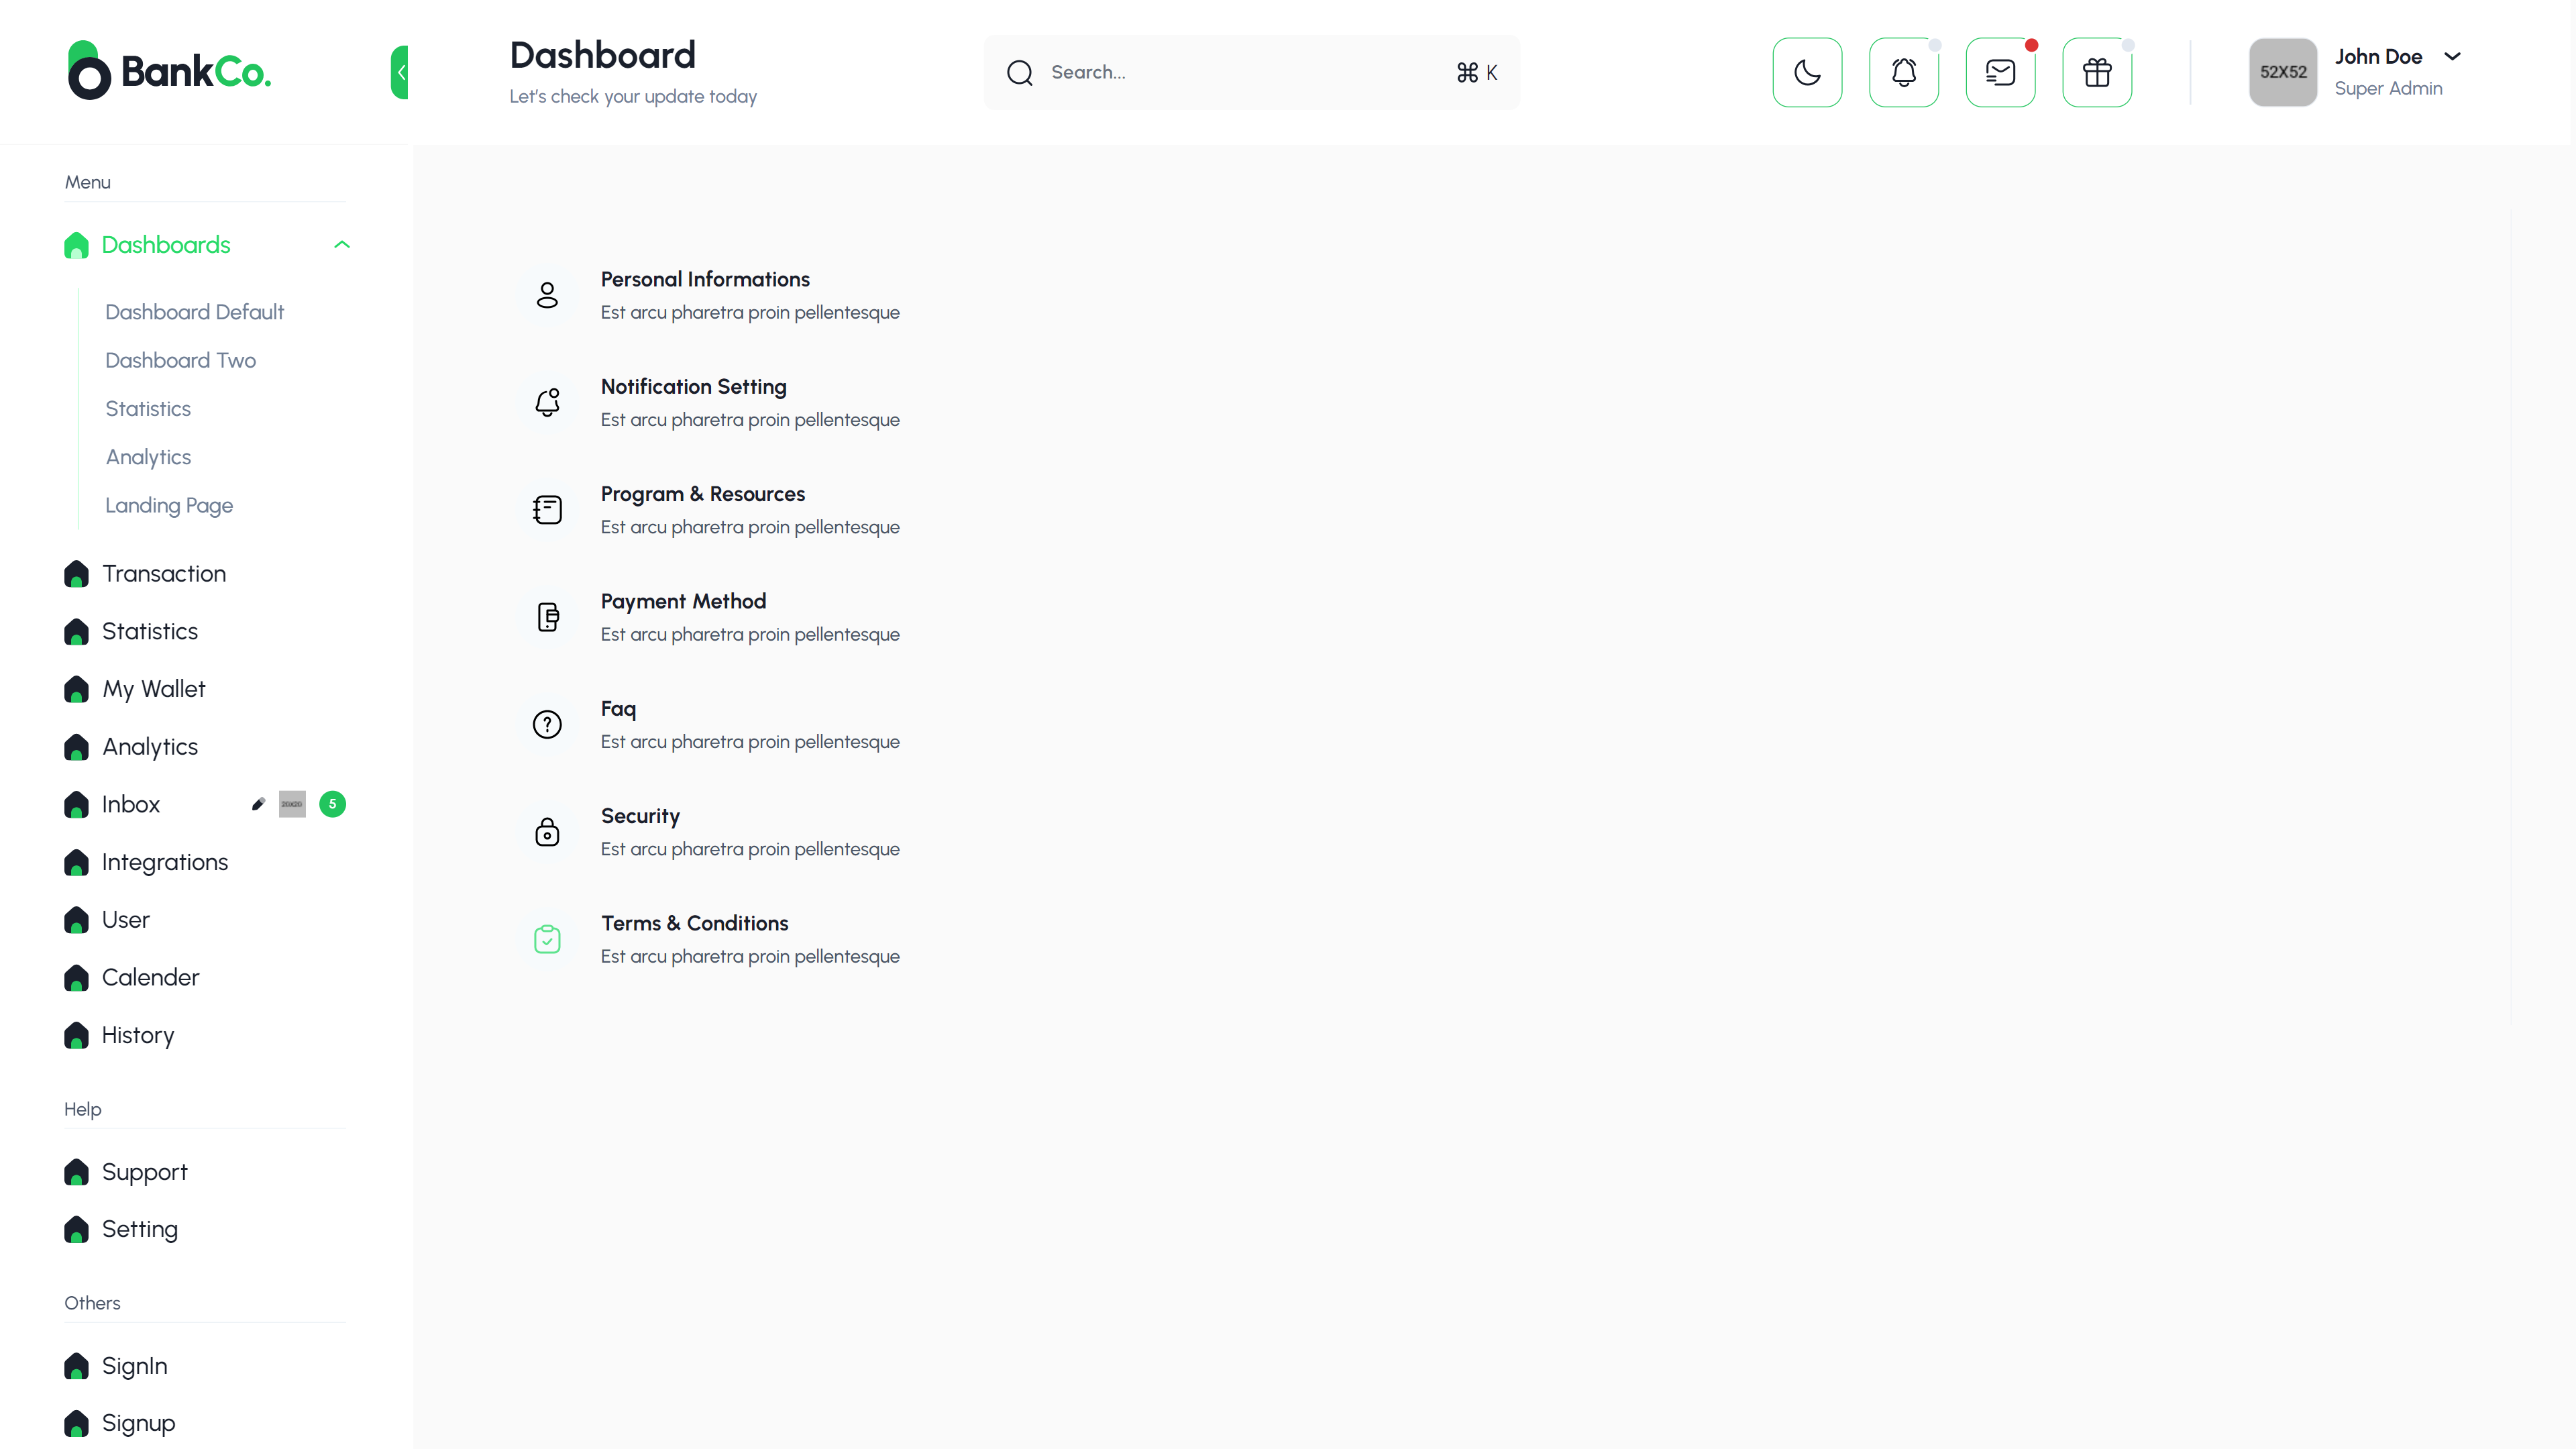 BankCo.
Dashboard
Let's check your update today
Search...
⌘ K
52X52
John Doe
Super Admin
Menu
Dashboards
Dashboard Default
Dashboard Two
Statistics
Analytics
Landing Page
Transaction
Statistics
My Wallet
Analytics
Inbox
5
Integrations
User
Calender
History
Help
Support
Setting
Others
SignIn
Signup
Personal Informations
Est arcu pharetra proin pellentesque
Notification Setting
Est arcu pharetra proin pellentesque
Program & Resources
Est arcu pharetra proin pellentesque
Payment Method
Est arcu pharetra proin pellentesque
Faq
Est arcu pharetra proin pellentesque
Security
Est arcu pharetra proin pellentesque
Terms & Conditions
Est arcu pharetra proin pellentesque